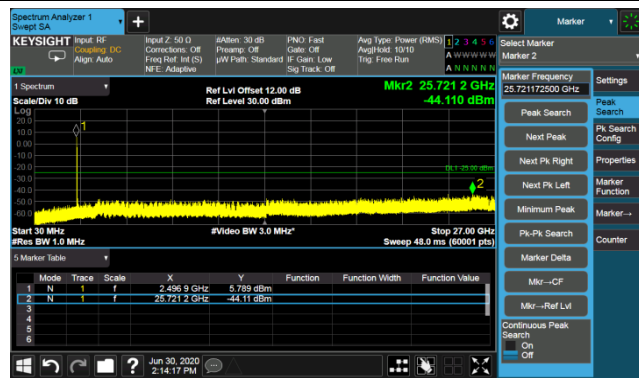 Spectrum Analyzer 1
Swept SA
+
Marker
KEYSIGHT
Input: RF
Coupling: DC
Align: Auto
Input Z: 50 Ω
Corrections: Off
Freq Ref: Int (S)
NFE: Adaptive
#Atten: 30 dB
Preamp: Off
µW Path: Standard
PNO: Fast
Gate: Off
IF Gain: Low
Sig Track: Off
Avg Type: Power (RMS)
Avg|Hold: 10/10
Trig: Free Run
1 2 3 4 5 6
A W W W W W
A N N N N N
Select Marker
Marker 2
LXI
1 Spectrum
Scale/Div 10 dB
Ref Lvl Offset 12.00 dB
Ref Level 30.00 dBm
Mkr2 25.721 2 GHz
-44.110 dBm
Log
20.0
10.0
0.00
-10.0
-20.0
-30.0
-40.0
-50.0
-60.0
1
DL1 -25.00 dBm
2
Start 30 MHz
#Video BW 3.0 MHz*
Stop 27.00 GHz
#Res BW 1.0 MHz
Sweep 48.0 ms (60001 pts)
5 Marker Table
Mode Trace Scale X Y Function Function Width Function Value
1 N 1 f 2.496 9 GHz 5.789 dBm
2 N 1 f 25.721 2 GHz -44.11 dBm
3
4
5
6
Marker Frequency
25.721172500 GHz
Peak Search
Next Peak
Next Pk Right
Next Pk Left
Minimum Peak
Pk-Pk Search
Marker Delta
Mkr→CF
Mkr→Ref Lvl
Continuous Peak
Search
On
Off
Settings
Peak
Search
Pk Search
Config
Properties
Marker
Function
Marker→
Counter
?
Jun 30, 2020
2:14:17 PM